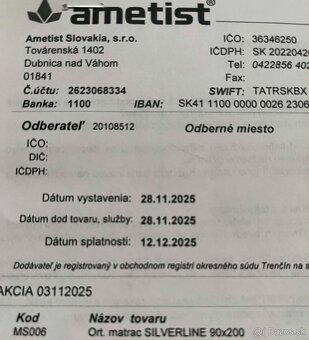 ametist®
Ametist Slovakia, s.r.o.
Továrenská 1402
Dubnica nad Váhom
01841
IČO: 36346250
IČDPH: SK 20220420
Tel: 0422856 402
Fax:
Č.účtu: 2623068334
SWIFT: TATRSKBX
Banka: 1100 IBAN: SK41 1100 0000 0026 2306
Odberateľ 20108512
Odberné miesto
IČO:
DIČ:
IČDPH:
Dátum vystavenia: 28.11.2025
Dátum dod tovaru, služby: 28.11.2025
Dátum splatnosti: 12.12.2025
Dodávateľ je registrovaný v obchodnom registri okresného súdu Trenčín na s
AKCIA 03112025
Kod Názov tovaru
MS006 Ort. matrac SILVERLINE 90x200
bazos.sk